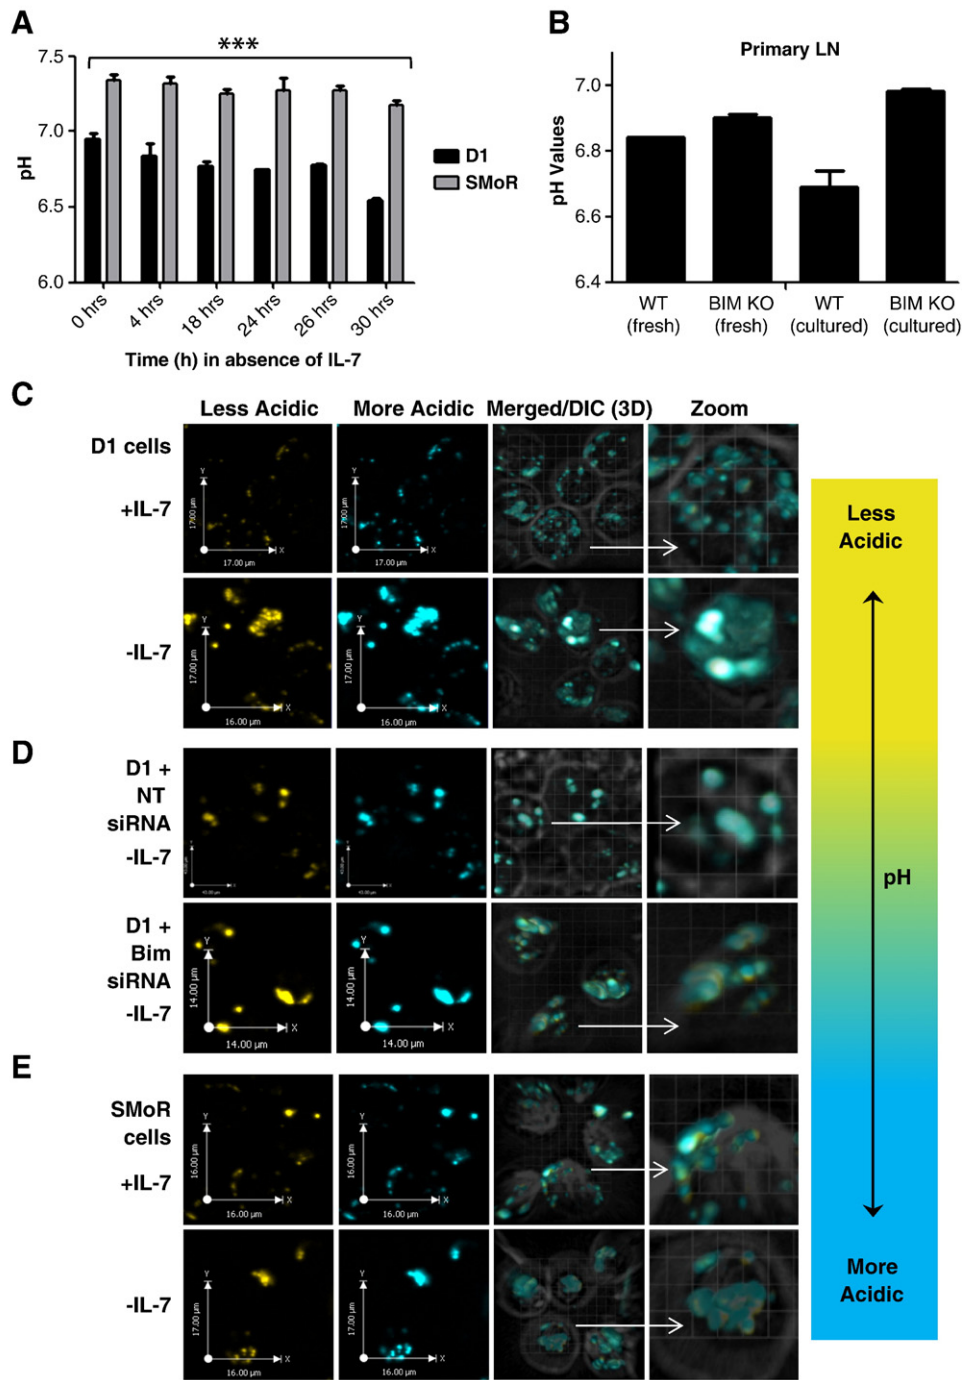 A
***
7.5
7.0
6.5
6.0
pH
D1
SMoR
0 hrs
4 hrs
18 hrs
24 hrs
26 hrs
30 hrs
Time (h) in absence of IL-7
B
Primary LN
7.0
6.8
6.6
6.4
pH Values
WT
(fresh)
BIM KO
(fresh)
WT
(cultured)
BIM KO
(cultured)
C
Less Acidic
More Acidic
Merged/DIC (3D)
Zoom
D1 cells
+IL-7
Y
17.00 µm
X
17.00 µm
Y
17.00 µm
X
17.00 µm
-IL-7
Y
17.00 µm
X
16.00 µm
Y
17.00 µm
X
16.00 µm
D
D1 +
NT
siRNA
-IL-7
D1 +
Bim
siRNA
-IL-7
Y
14.00 µm
X
14.00 µm
Y
14.00 µm
X
14.00 µm
E
SMoR
cells
+IL-7
Y
16.00 µm
X
16.00 µm
Y
16.00 µm
X
16.00 µm
-IL-7
Y
17.00 µm
X
16.00 µm
Y
17.00 µm
X
16.00 µm
Less
Acidic
pH
More
Acidic